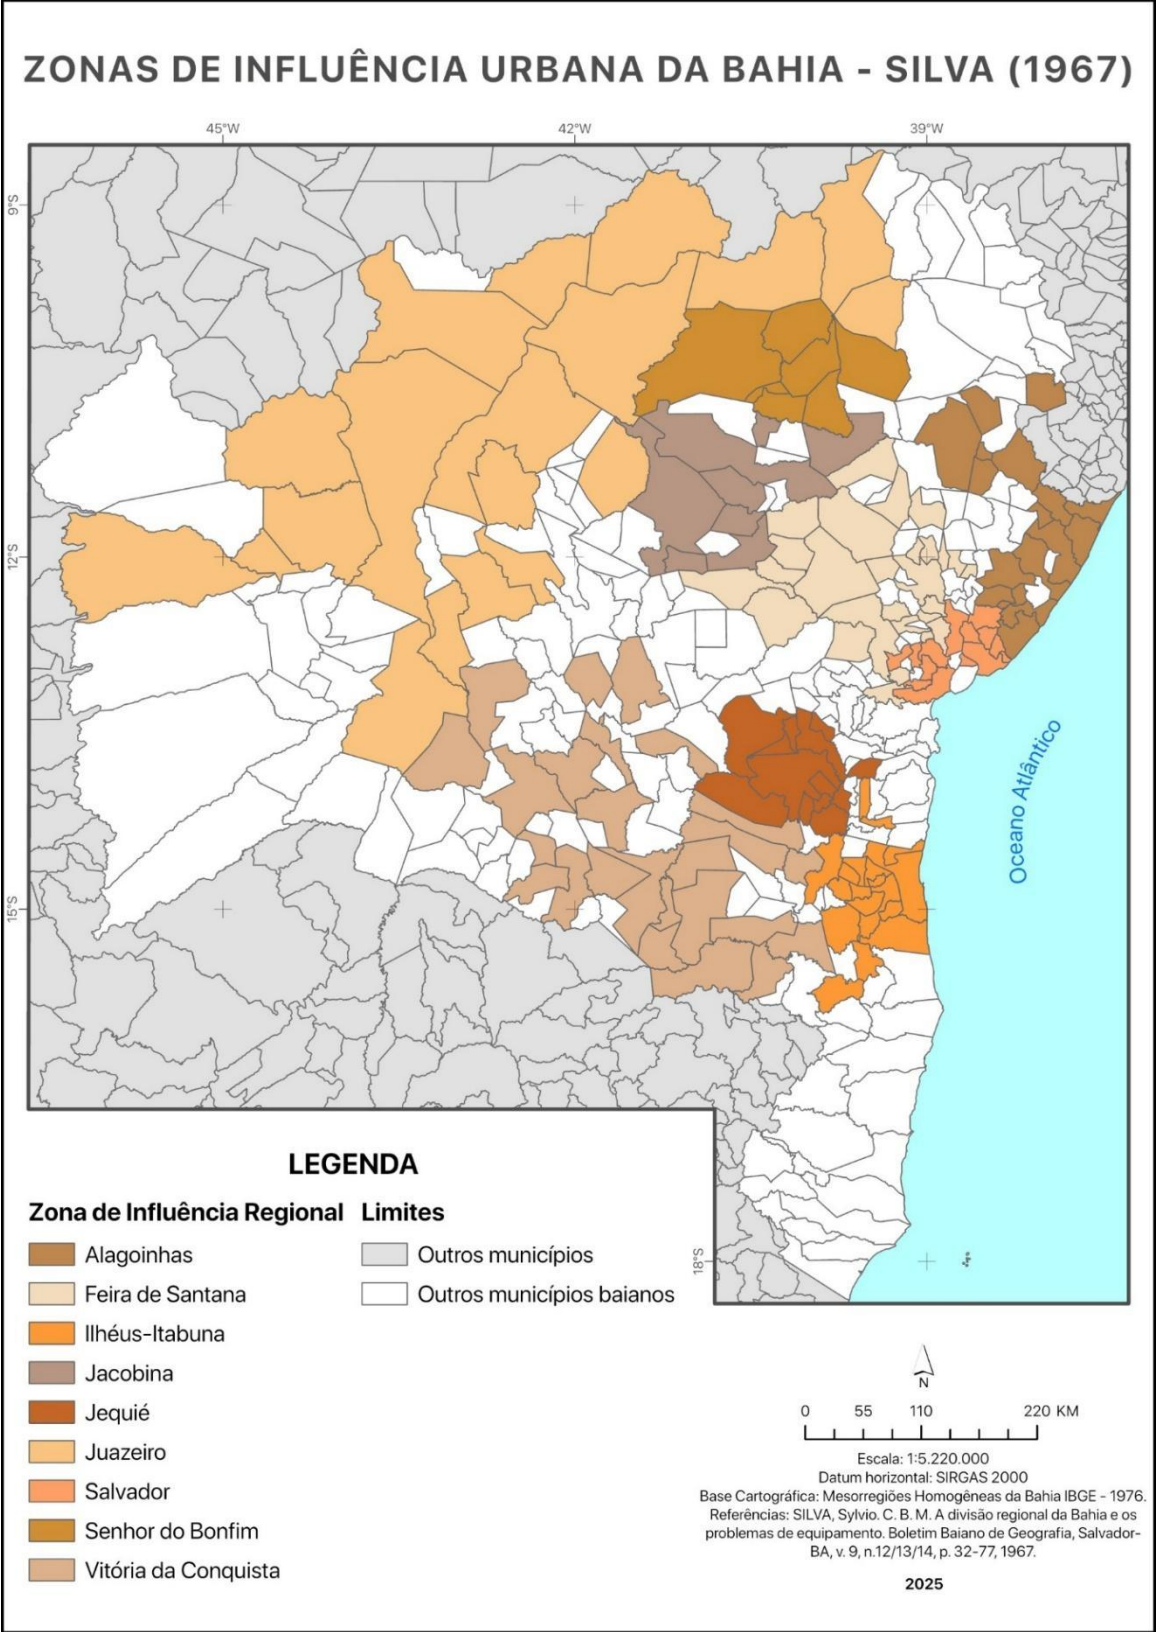 ZONAS DE INFLUÊNCIA URBANA DA BAHIA - SILVA (1967)
45°W
42°W
39°W
9°S
12°S
15°S
Oceano Atlântico
18°S
LEGENDA
Zona de Influência Regional
Alagoinhas
Feira de Santana
Ilhéus-Itabuna
Jacobina
Jequié
Juazeiro
Salvador
Senhor do Bonfim
Vitória da Conquista
Limites
Outros municípios
Outros municípios baianos
N
0 55 110 220 KM
Escala: 1:5.220.000
Datum horizontal: SIRGAS 2000
Base Cartográfica: Mesorregiões Homogêneas da Bahia IBGE - 1976.
Referências: SILVA, Sylvio. C. B. M. A divisão regional da Bahia e os
problemas de equipamento. Boletim Baiano de Geografia, Salvador-
BA, v. 9, n.12/13/14, p. 32-77, 1967.
2025